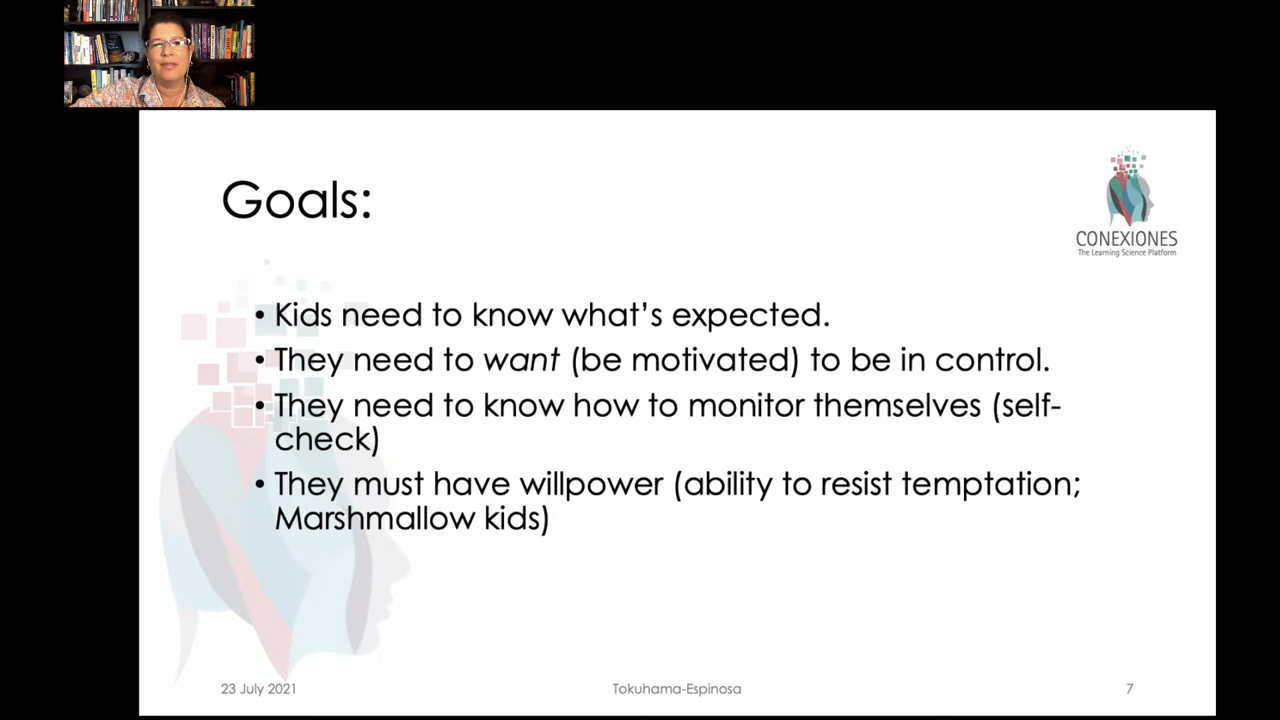 Goals:
CONEXIONES
The Learning Science Platform
• Kids need to know what's expected.
• They need to want (be motivated) to be in control.
• They need to know how to monitor themselves (self-
check)
• They must have willpower (ability to resist temptation;
Marshmallow kids)
23 July 2021
Tokuhama-Espinosa
7